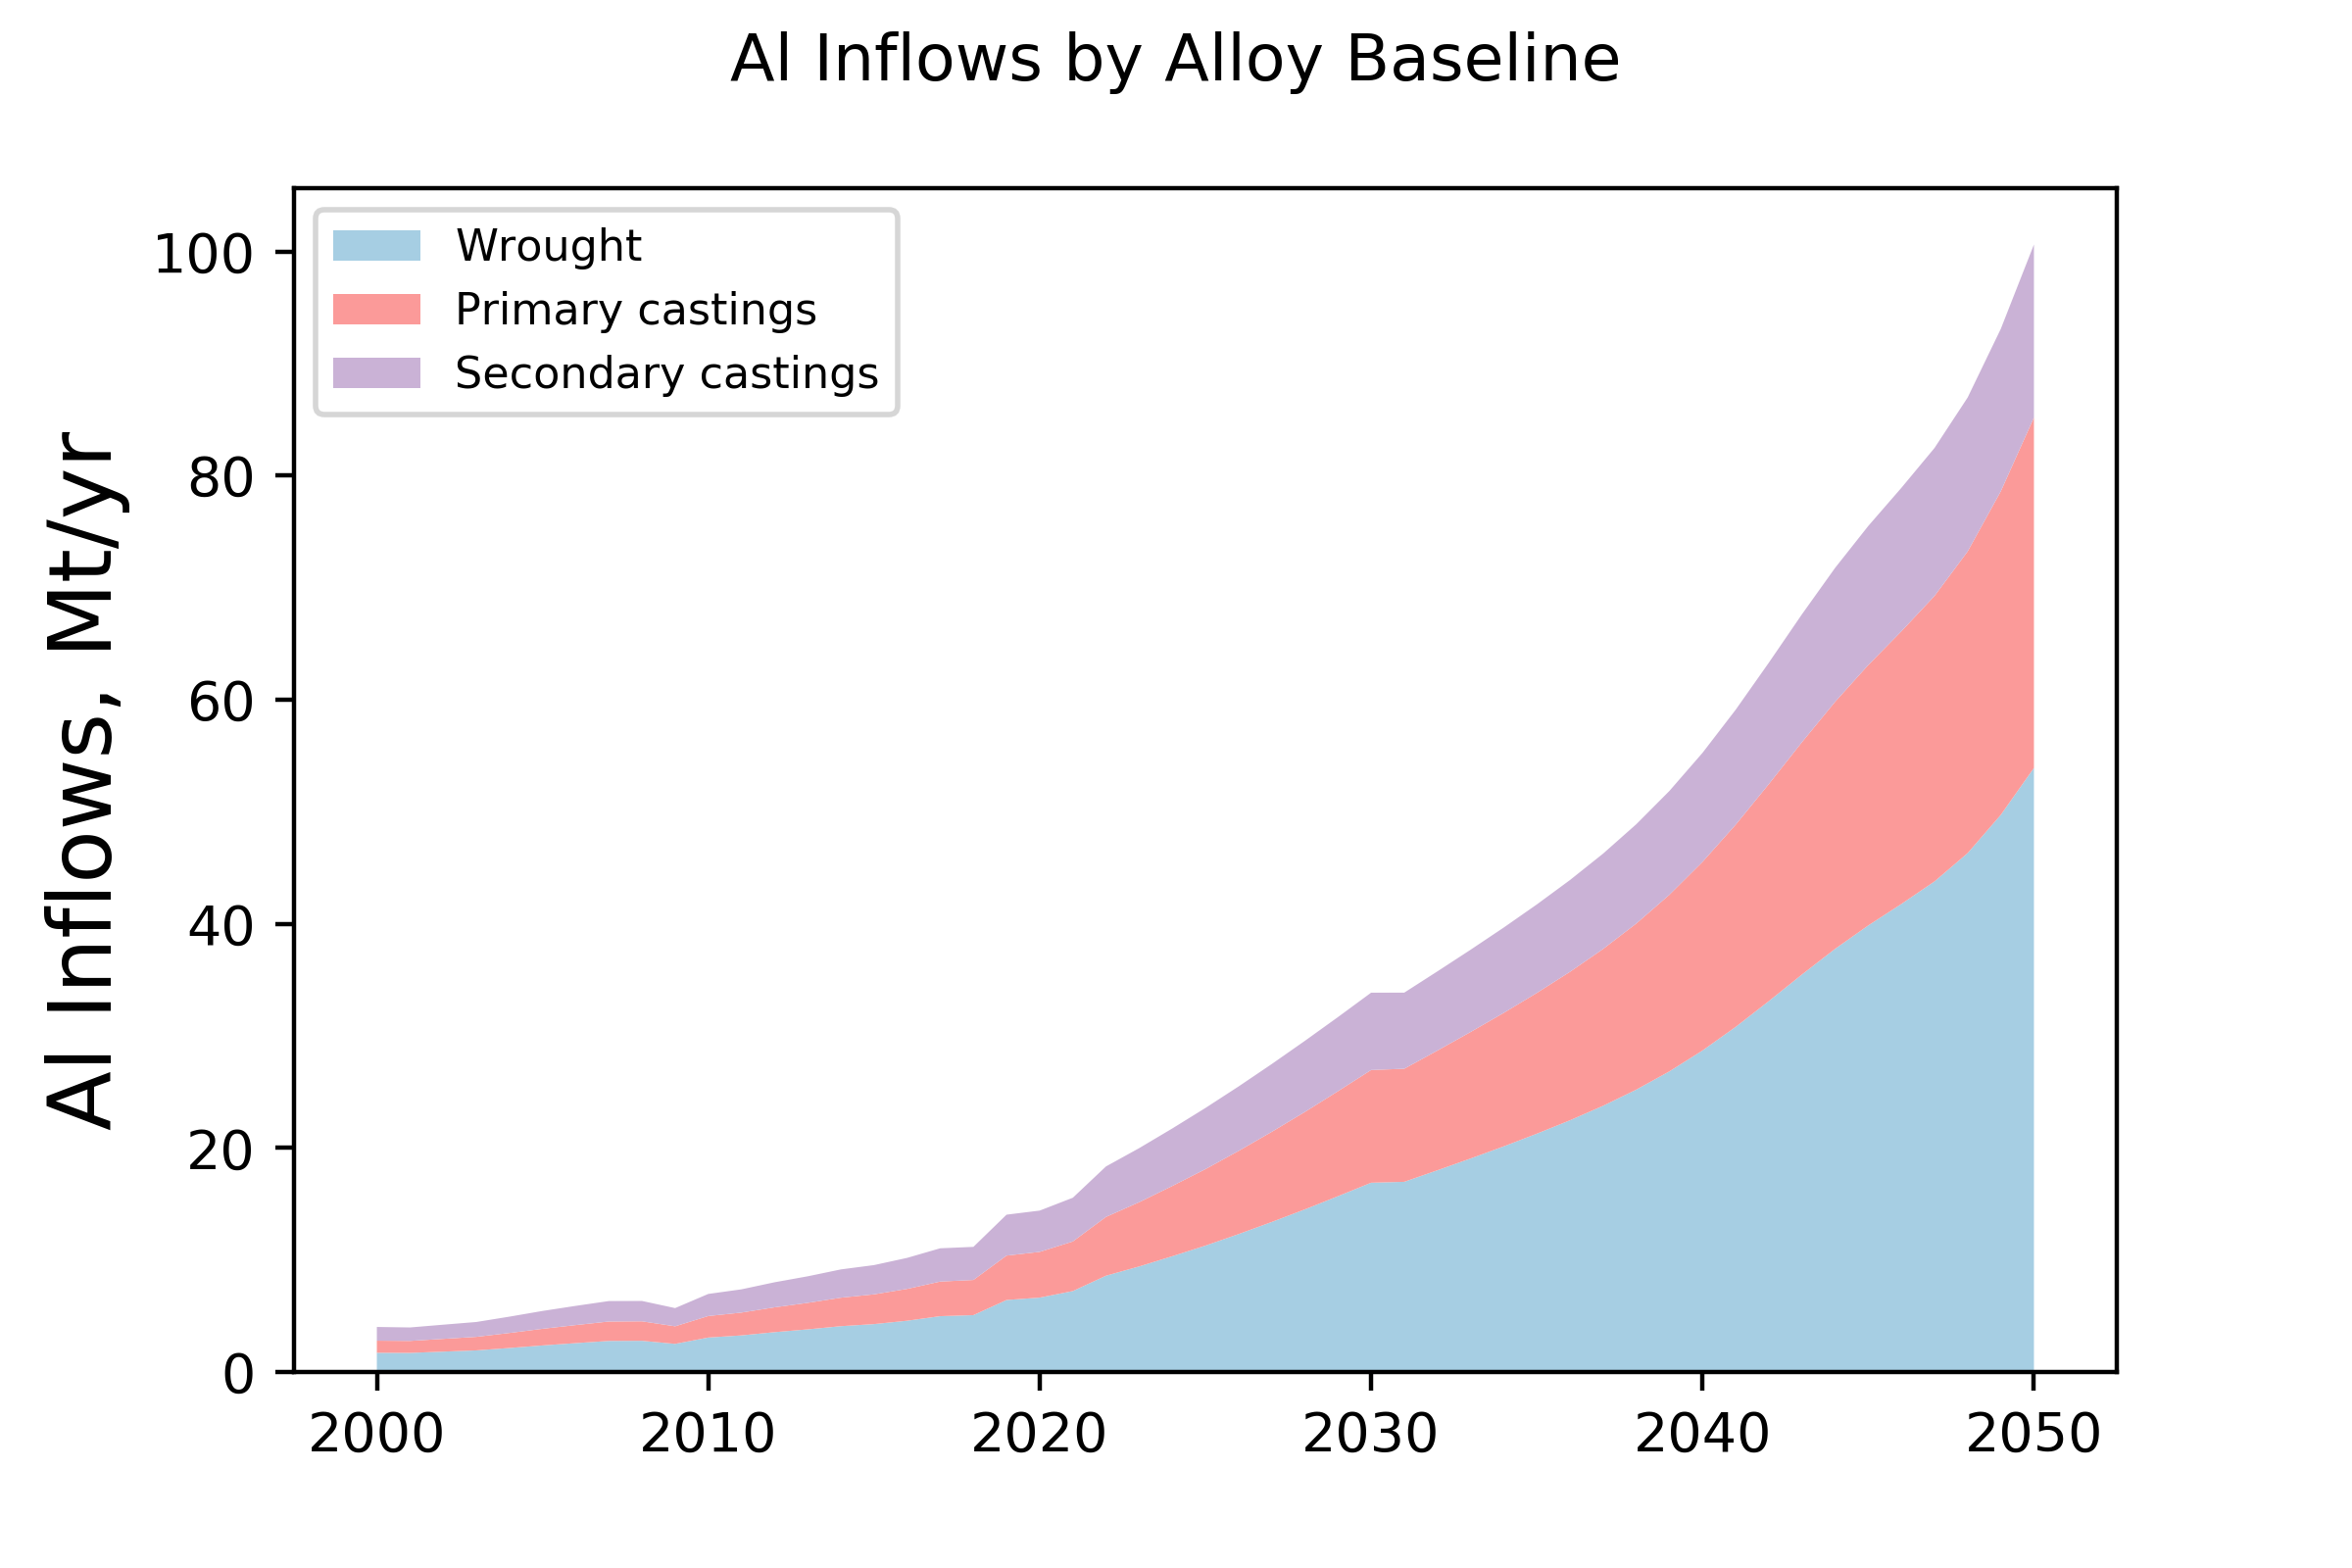 Al Inflows by Alloy Baseline
Al Inflows, Mt/yr
100
80
60
40
20
0
Wrought
Primary castings
Secondary castings
2000 2010 2020 2030 2040 2050